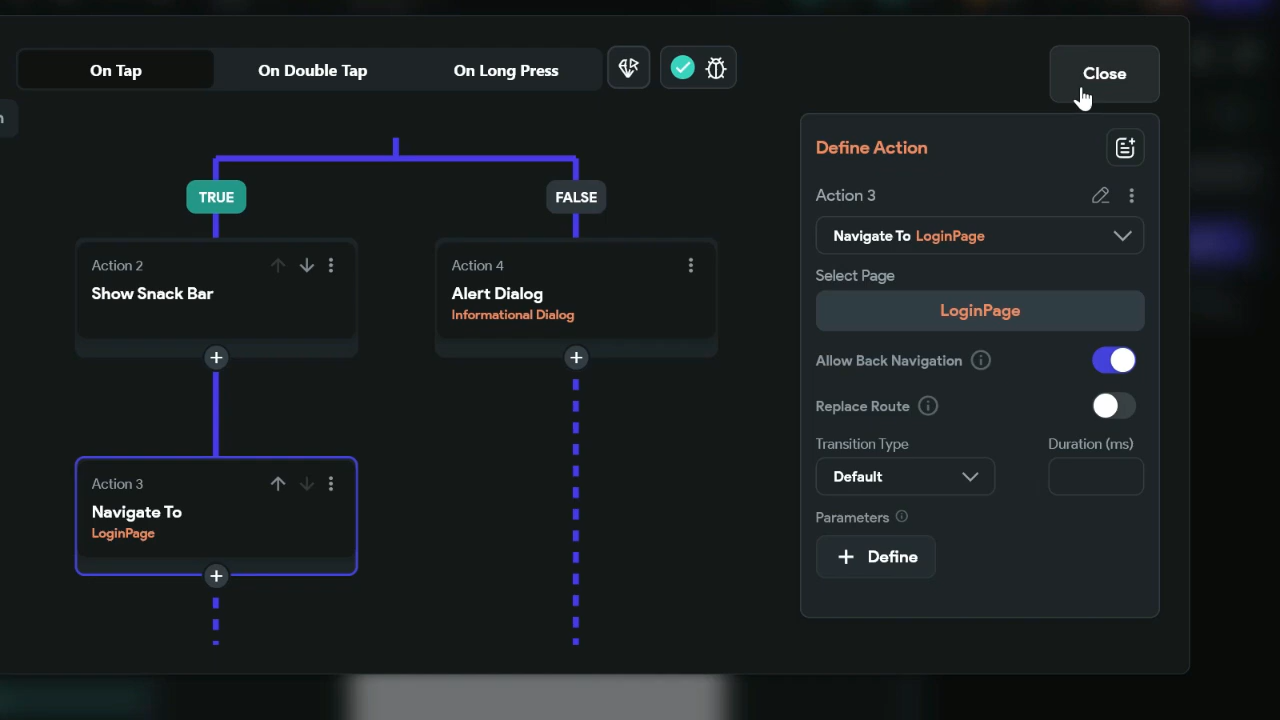 On Tap
On Double Tap
On Long Press
Close
TRUE
FALSE
Action 2
Show Snack Bar
Action 4
Alert Dialog
Informational Dialog
Action 3
Navigate To
LoginPage
Define Action
Action 3
Navigate To LoginPage
Select Page
LoginPage
Allow Back Navigation
Replace Route
Transition Type
Duration (ms)
Default
Parameters
+ Define